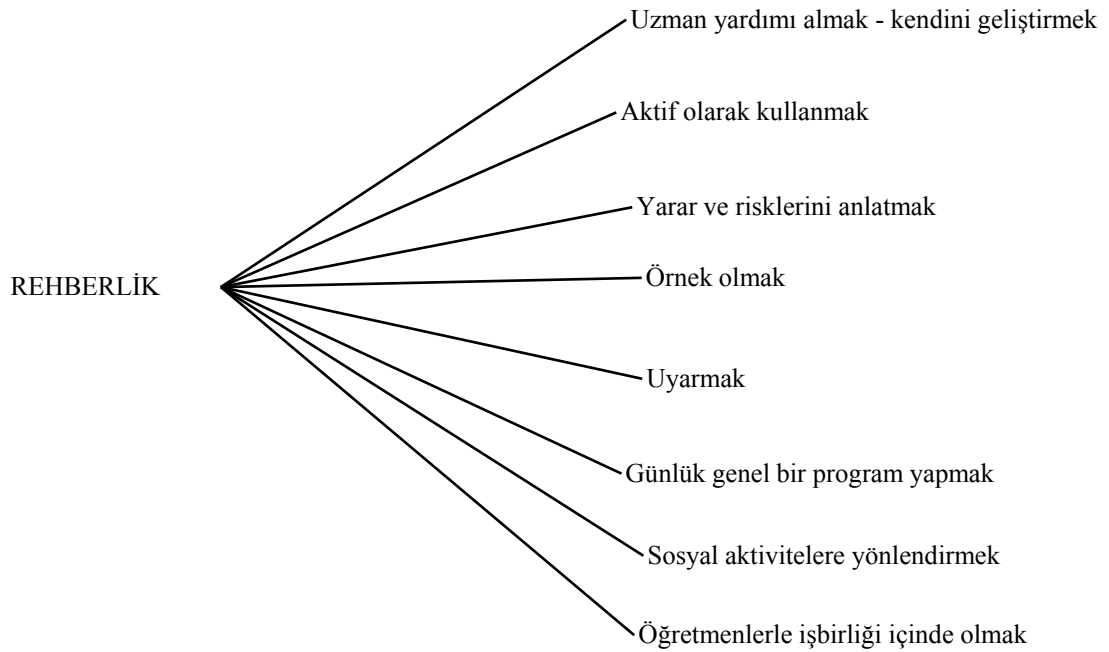 Uzman yardımı almak - kendini geliştirmek
Aktif olarak kullanmak
Yarar ve risklerini anlatmak
Örnek olmak
REHBERLİK
Uyarmak
Günlük genel bir program yapmak
Sosyal aktivitelere yönlendirmek
Öğretmenlerle işbirliği içinde olmak